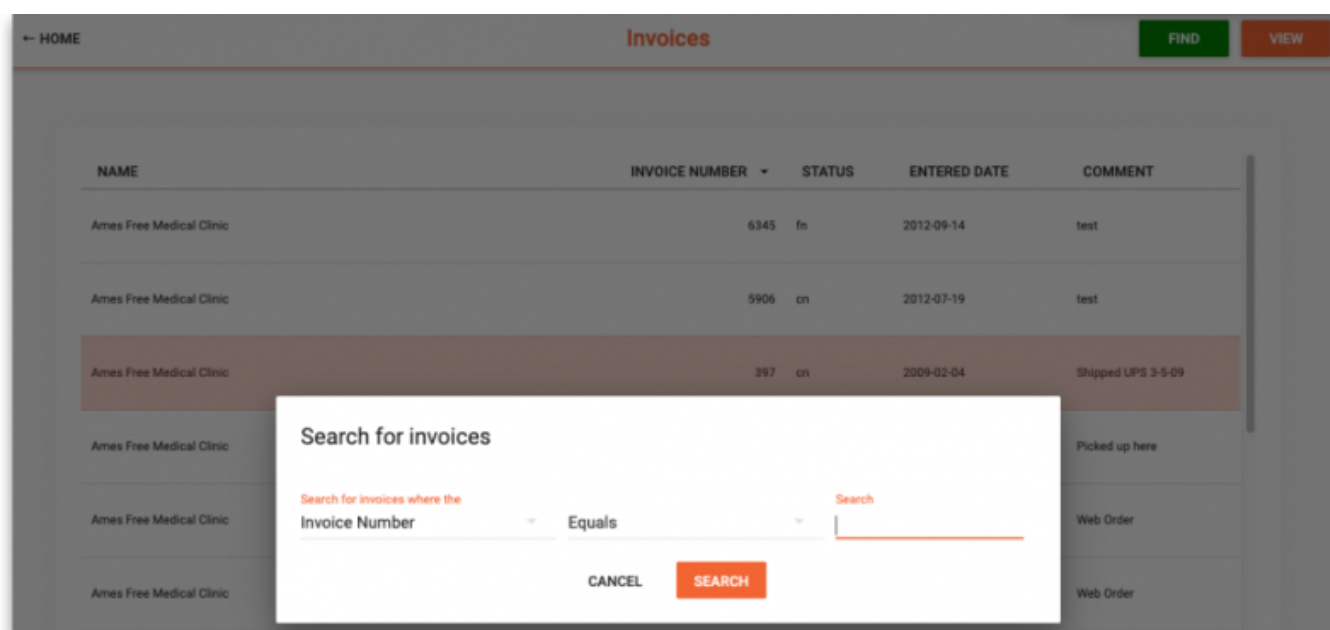 ← HOME Invoices FIND VIEW
NAME INVOICE NUMBER STATUS ENTERED DATE COMMENT
Ames Free Medical Clinic 6345 fn 2012-09-14 test
Ames Free Medical Clinic 5906 cn 2012-07-19 test
Ames Free Medical Clinic 397 cn 2009-02-04 Shipped UPS 3-5-09
Ames Free Medical Clinic Picked up here
Search for invoices
Search for invoices where the Search
Invoice Number Equals
Ames Free Medical Clinic Web Order
CANCEL SEARCH
Ames Free Medical Clinic Web Order